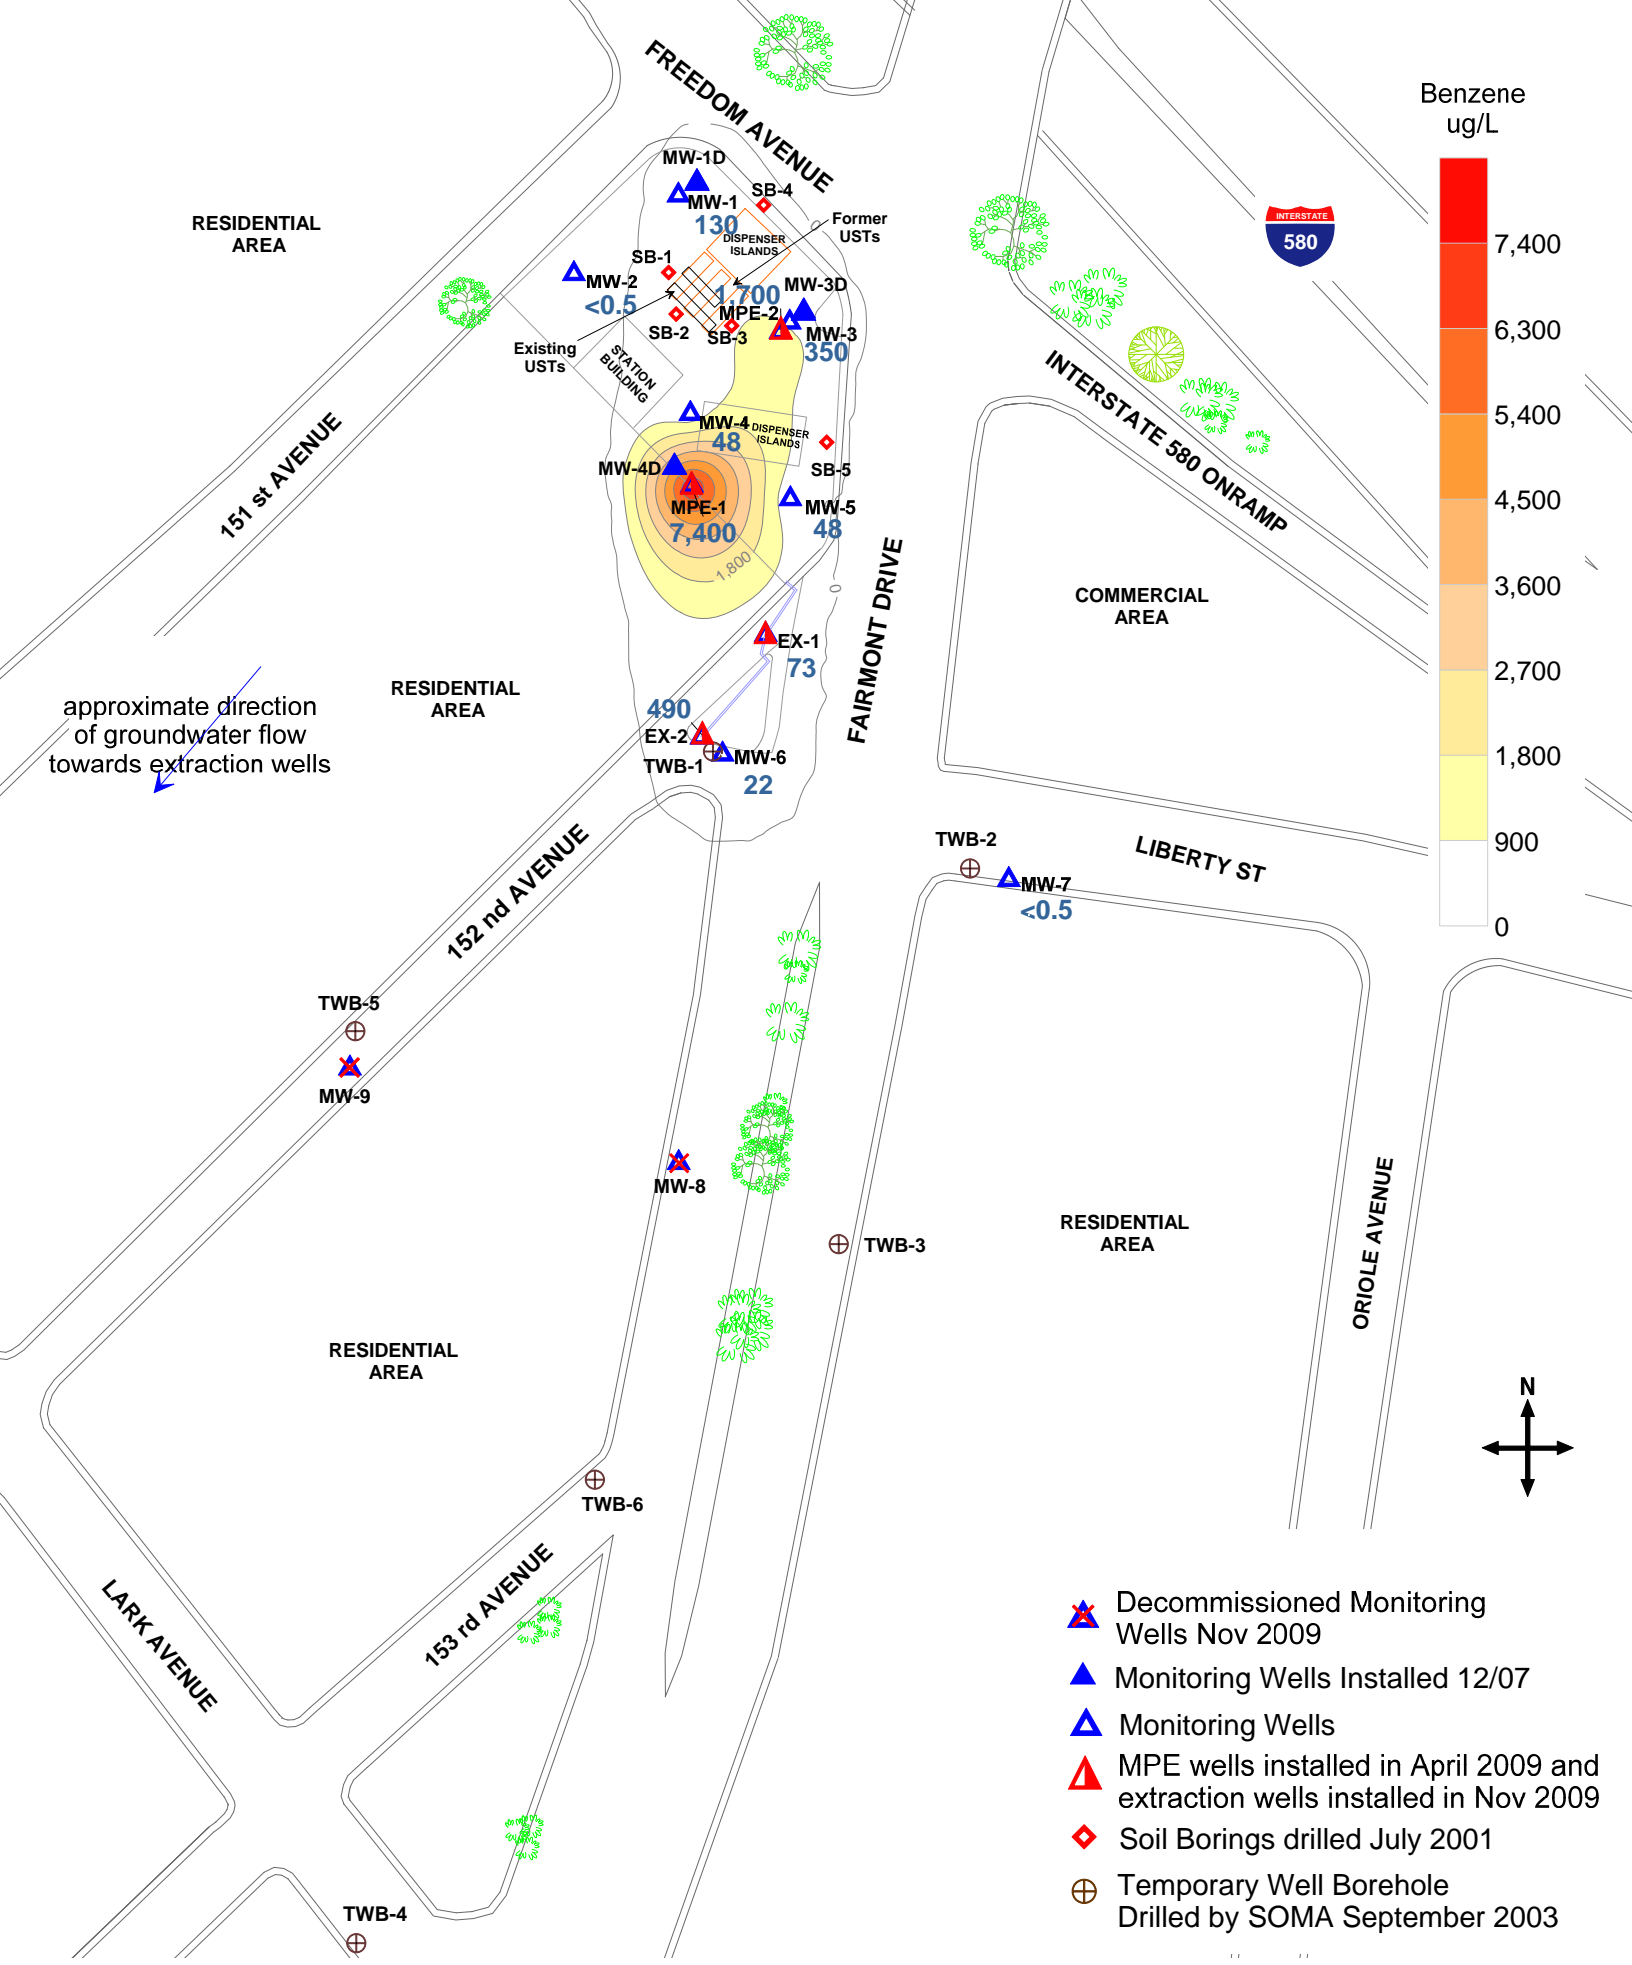 Benzene
ug/L
7,400
6,300
5,400
4,500
3,600
2,700
1,800
900
0
FREEDOM AVENUE
MW-1D
MW-1
130
SB-4
Former
USTs
DISPENSER
ISLANDS
RESIDENTIAL
AREA
INTERSTATE
580
SB-1
MW-2
<0.5
1,700
MW-3D
MPE-2
MW-3
350
SB-2
SB-3
Existing
USTs
STATION
BUILDING
0
INTERSTATE 580 ONRAMP
151 st AVENUE
MW-4
48
DISPENSER
ISLANDS
MW-4D
SB-5
MPE-1
7,400
MW-5
48
1,800
0
FAIRMONT DRIVE
COMMERCIAL
AREA
EX-1
73
RESIDENTIAL
AREA
approximate direction
of groundwater flow
towards extraction wells
490
EX-2
TWB-1
MW-6
22
152 nd AVENUE
TWB-2
MW-7
<0.5
LIBERTY ST
TWB-5
MW-9
MW-8
TWB-3
RESIDENTIAL
AREA
ORIOLE AVENUE
RESIDENTIAL
AREA
N
TWB-6
153 rd AVENUE
LARK AVENUE
TWB-4
Decommissioned Monitoring
Wells Nov 2009
Monitoring Wells Installed 12/07
Monitoring Wells
MPE wells installed in April 2009 and
extraction wells installed in Nov 2009
Soil Borings drilled July 2001
Temporary Well Borehole
Drilled by SOMA September 2003